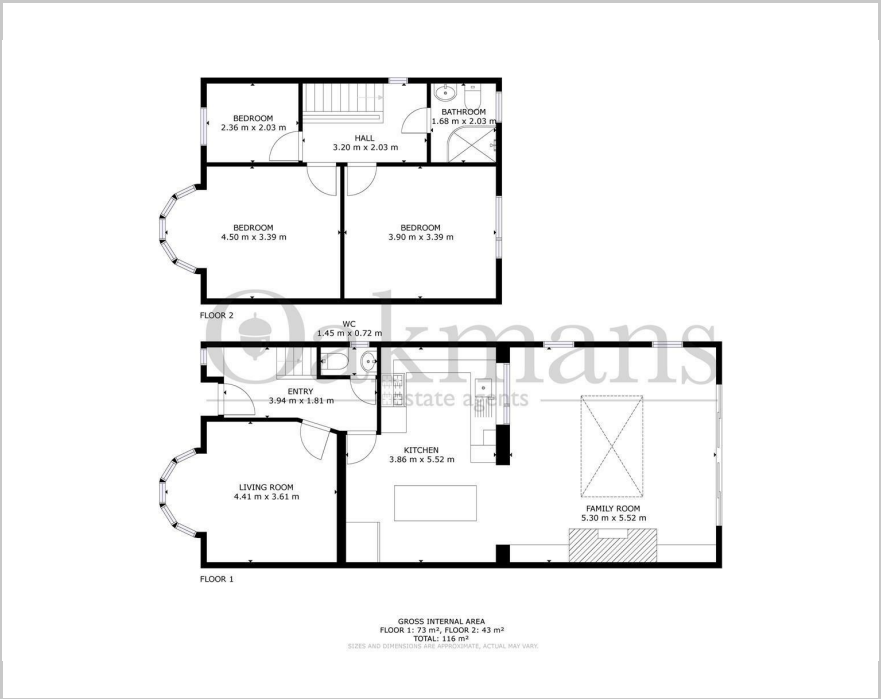 BEDROOM
2.36 m x 2.03 m
HALL
3.20 m x 2.03 m
BATHROOM
1.68 m x 2.03 m
BEDROOM
4.50 m x 3.39 m
BEDROOM
3.90 m x 3.39 m
FLOOR 2
Oakmans
estate agents
WC
1.45 m x 0.72 m
ENTRY
3.94 m x 1.81 m
KITCHEN
3.86 m x 5.52 m
LIVING ROOM
4.41 m x 3.61 m
FAMILY ROOM
5.30 m x 5.52 m
FLOOR 1
GROSS INTERNAL AREA
FLOOR 1: 73 m², FLOOR 2: 43 m²
TOTAL: 116 m²
SIZES AND DIMENSIONS ARE APPROXIMATE, ACTUAL MAY VARY.